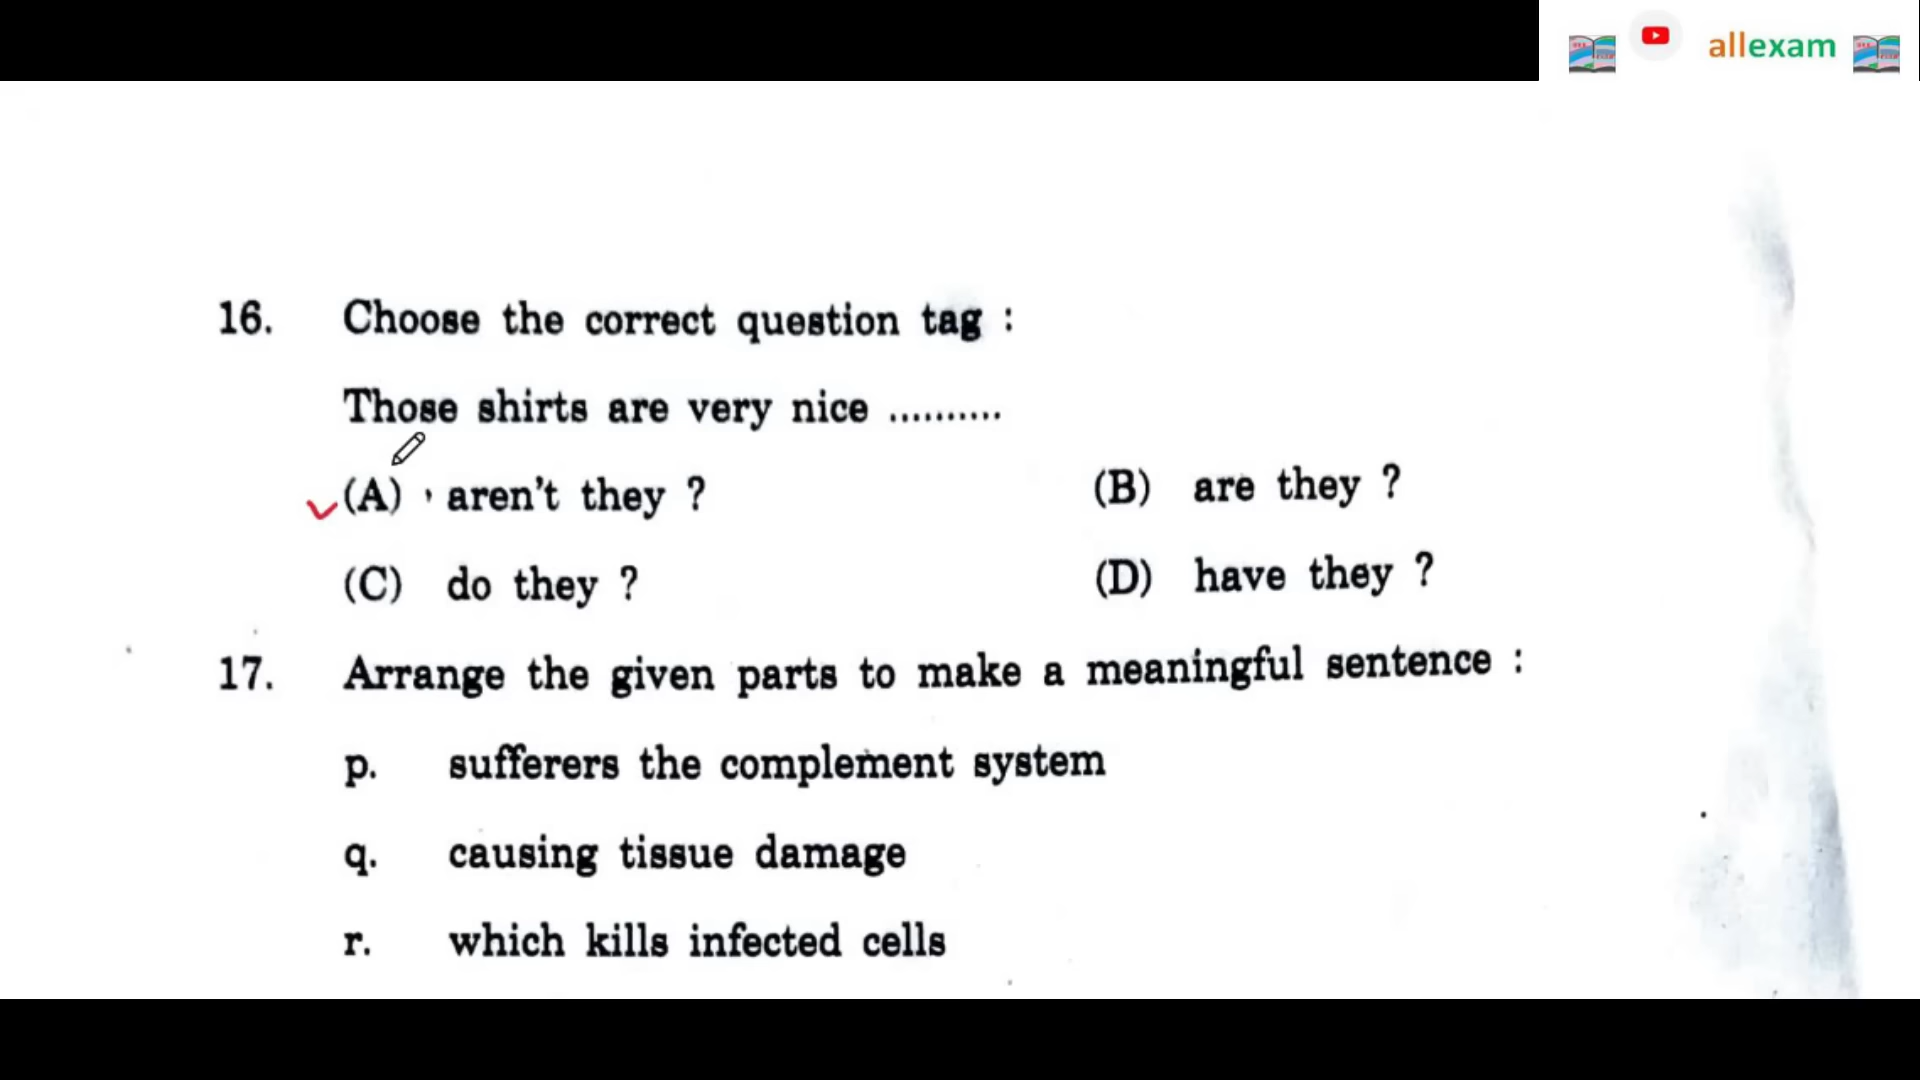 allexam
16. Choose the correct question tag :
Those shirts are very nice ..........
(A) aren't they ? (B) are they ?
(C) do they ? (D) have they ?
17. Arrange the given parts to make a meaningful sentence :
p. sufferers the complement system
q. causing tissue damage
r. which kills infected cells